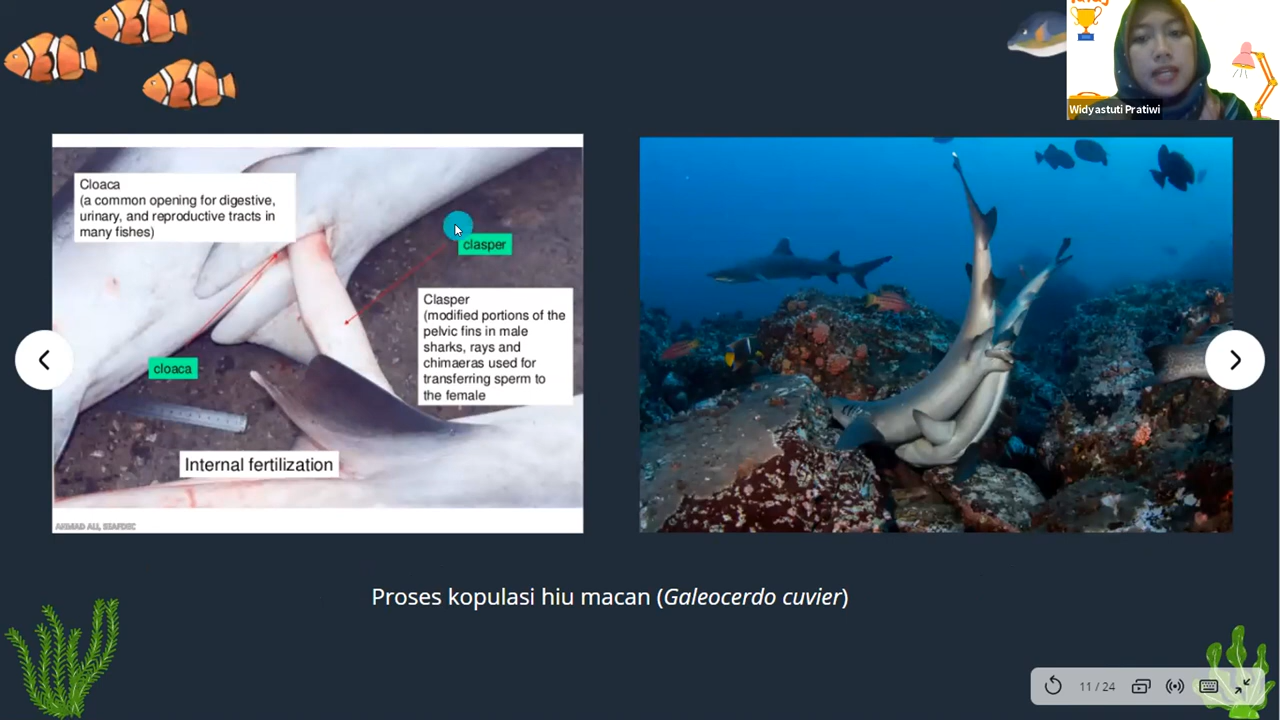 Widyastuti Pratiwi
Cloaca
(a common opening for digestive,
urinary, and reproductive tracts in
many fishes)
clasper
Clasper
(modified portions of the
pelvic fins in male
sharks, rays and
chimaeras used for
transferring sperm to
the female
cloaca
Internal fertilization
AHMAD ALI, SEAFDEC
Proses kopulasi hiu macan (Galeocerdo cuvier)
11 / 24